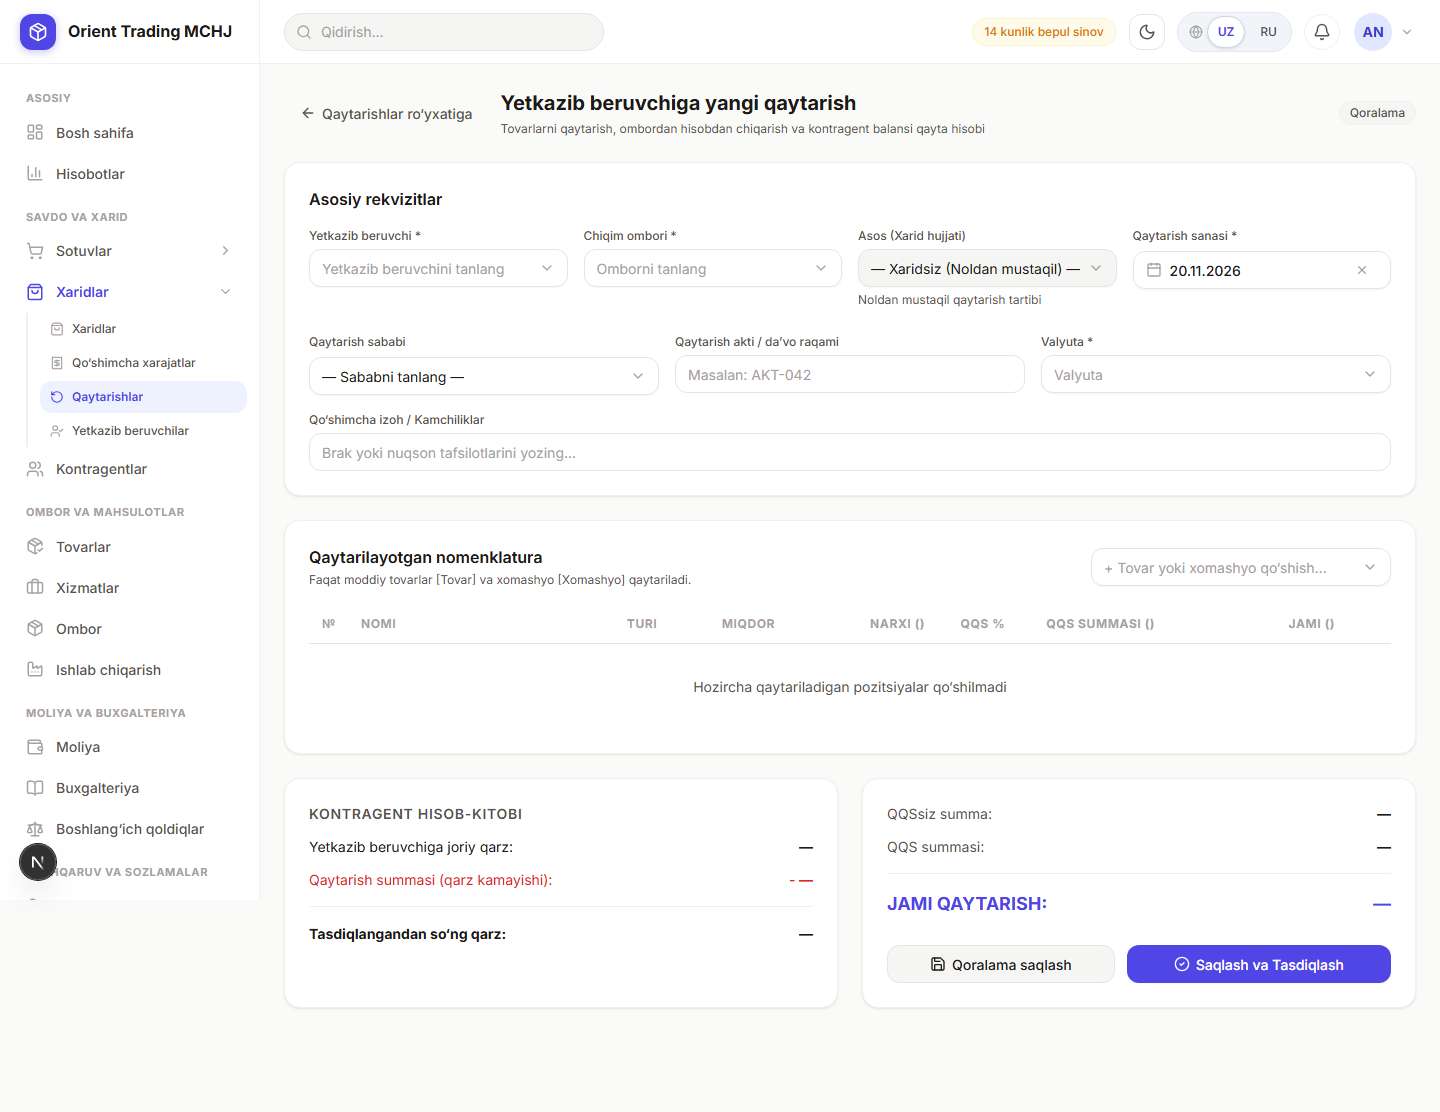 Orient Trading MCHJ
Qidirish...
14 kunlik bepul sinov
UZ
RU
AN
ASOSIY
Bosh sahifa
Hisobotlar
SAVDO VA XARID
Sotuvlar
Xaridlar
Xaridlar
Qo‘shimcha xarajatlar
Qaytarishlar
Yetkazib beruvchilar
Kontragentlar
OMBOR VA MAHSULOTLAR
Tovarlar
Xizmatlar
Ombor
Ishlab chiqarish
MOLIYA VA BUXGALTERIYA
Moliya
Buxgalteriya
Boshlang‘ich qoldiqlar
N
QARUV VA SOZLAMALAR
Qaytarishlar ro‘yxatiga
Yetkazib beruvchiga yangi qaytarish
Tovarlarni qaytarish, ombordan hisobdan chiqarish va kontragent balansi qayta hisobi
Qoralama
Asosiy rekvizitlar
Yetkazib beruvchi *
Chiqim ombori *
Asos (Xarid hujjati)
Qaytarish sanasi *
Yetkazib beruvchini tanlang
Omborni tanlang
— Xaridsiz (Noldan mustaqil) —
20.11.2026
Noldan mustaqil qaytarish tartibi
Qaytarish sababi
Qaytarish akti / da’vo raqami
Valyuta *
— Sababni tanlang —
Masalan: AKT-042
Valyuta
Qo‘shimcha izoh / Kamchiliklar
Brak yoki nuqson tafsilotlarini yozing...
Qaytarilayotgan nomenklatura
Faqat moddiy tovarlar [Tovar] va xomashyo [Xomashyo] qaytariladi.
+ Tovar yoki xomashyo qo‘shish...
№ NOMI TURI MIQDOR NARXI () QQS % QQS SUMMASI () JAMI ()
Hozircha qaytariladigan pozitsiyalar qo‘shilmadi
KONTRAGENT HISOB-KITOBI
Yetkazib beruvchiga joriy qarz: —
Qaytarish summasi (qarz kamayishi): - —
Tasdiqlangandan so‘ng qarz: —
QQSsiz summa: —
QQS summasi: —
JAMI QAYTARISH: —
Qoralama saqlash
Saqlash va Tasdiqlash